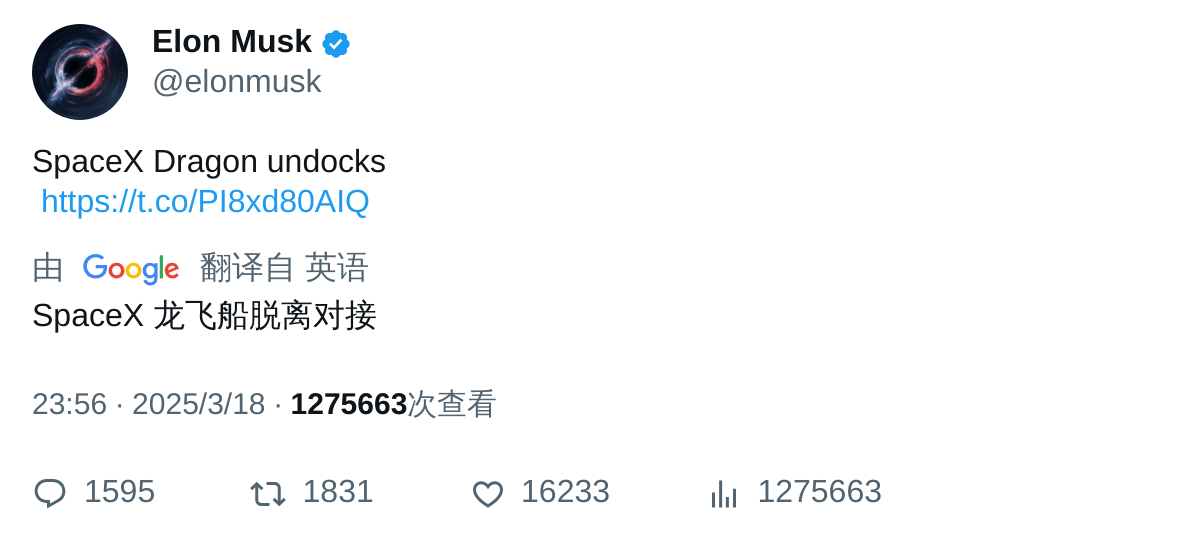 Elon Musk
@elonmusk
SpaceX Dragon undocks
https://t.co/PI8xd80AIQ
由 Google 翻译自 英语
SpaceX 龙飞船脱离对接
23:56 · 2025/3/18 · 1275663次查看
1595 1831 16233 1275663